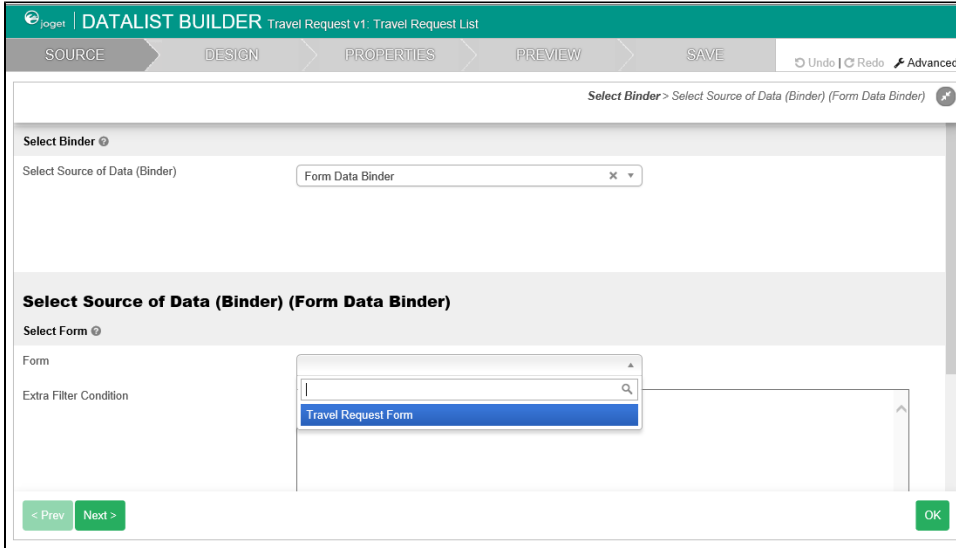 joget | DATALIST BUILDER Travel Request v1: Travel Request List
SOURCE DESIGN PROPERTIES PREVIEW SAVE Undo | Redo Advanced
Select Binder > Select Source of Data (Binder) (Form Data Binder)
Select Binder
Select Source of Data (Binder) Form Data Binder
Select Source of Data (Binder) (Form Data Binder)
Select Form
Form
Extra Filter Condition
Travel Request Form
< Prev Next > OK